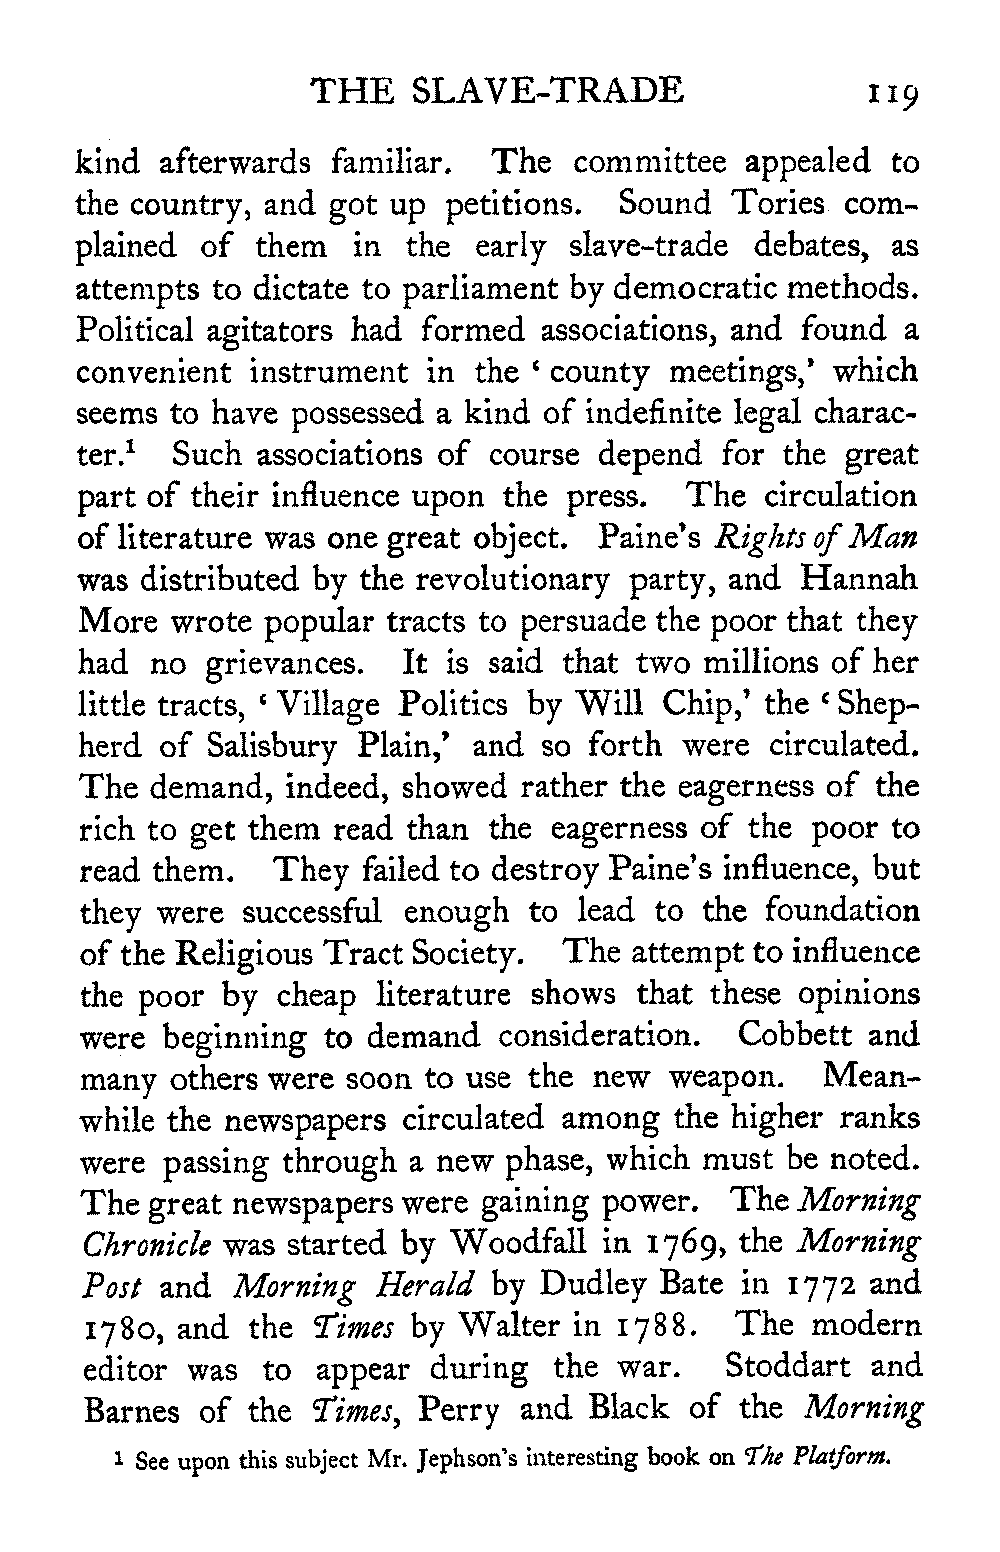 THE SLAVE-TRADE 119
kind afterwards familiar. The committee appealed to
the country, and got up petitions. Sound Tories com-
plained of them in the early slave-trade debates, as
attempts to dictate to parliament by democratic methods.
Political agitators had formed associations, and found a
convenient instrument in the ‘ county meetings,’ which
seems to have possessed a kind of indefinite legal charac-
ter.¹ Such associations of course depend for the great
part of their influence upon the press. The circulation
of literature was one great object. Paine’s Rights of Man
was distributed by the revolutionary party, and Hannah
More wrote popular tracts to persuade the poor that they
had no grievances. It is said that two millions of her
little tracts, ‘ Village Politics by Will Chip,’ the ‘ Shep-
herd of Salisbury Plain,’ and so forth were circulated.
The demand, indeed, showed rather the eagerness of the
rich to get them read than the eagerness of the poor to
read them. They failed to destroy Paine’s influence, but
they were successful enough to lead to the foundation
of the Religious Tract Society. The attempt to influence
the poor by cheap literature shows that these opinions
were beginning to demand consideration. Cobbett and
many others were soon to use the new weapon. Mean-
while the newspapers circulated among the higher ranks
were passing through a new phase, which must be noted.
The great newspapers were gaining power. The Morning
Chronicle was started by Woodfall in 1769, the Morning
Post and Morning Herald by Dudley Bate in 1772 and
1780, and the Times by Walter in 1788. The modern
editor was to appear during the war. Stoddart and
Barnes of the Times, Perry and Black of the Morning
¹ See upon this subject Mr. Jephson’s interesting book on The Platform.